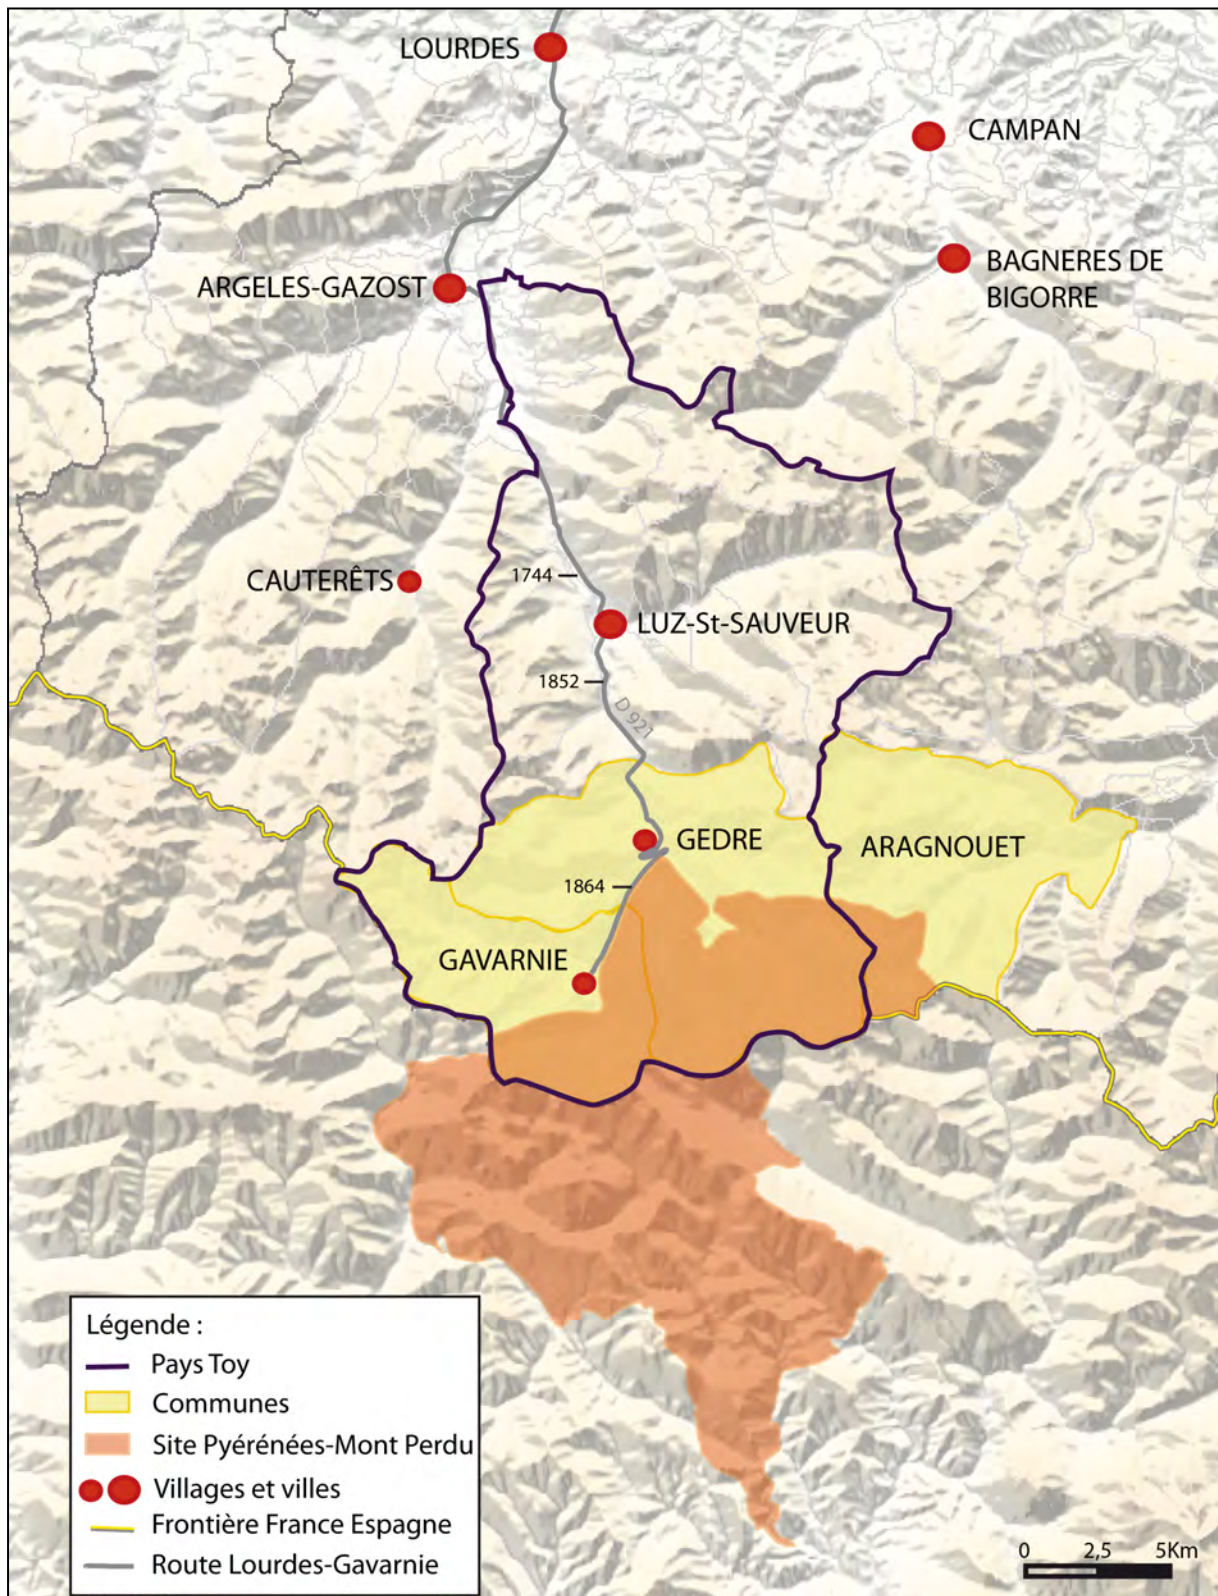 LOURDES
CAMPAN
BAGNERES DE
BIGORRE
ARGELES-GAZOST
CAUTERÊTS
1744
LUZ-St-SAUVEUR
1852
D 921
GEDRE
ARAGNOUET
1864
GAVARNIE
Légende :
Pays Toy
Communes
Site Pyérénées-Mont Perdu
Villages et villes
Frontière France Espagne
Route Lourdes-Gavarnie
0 2,5 5Km